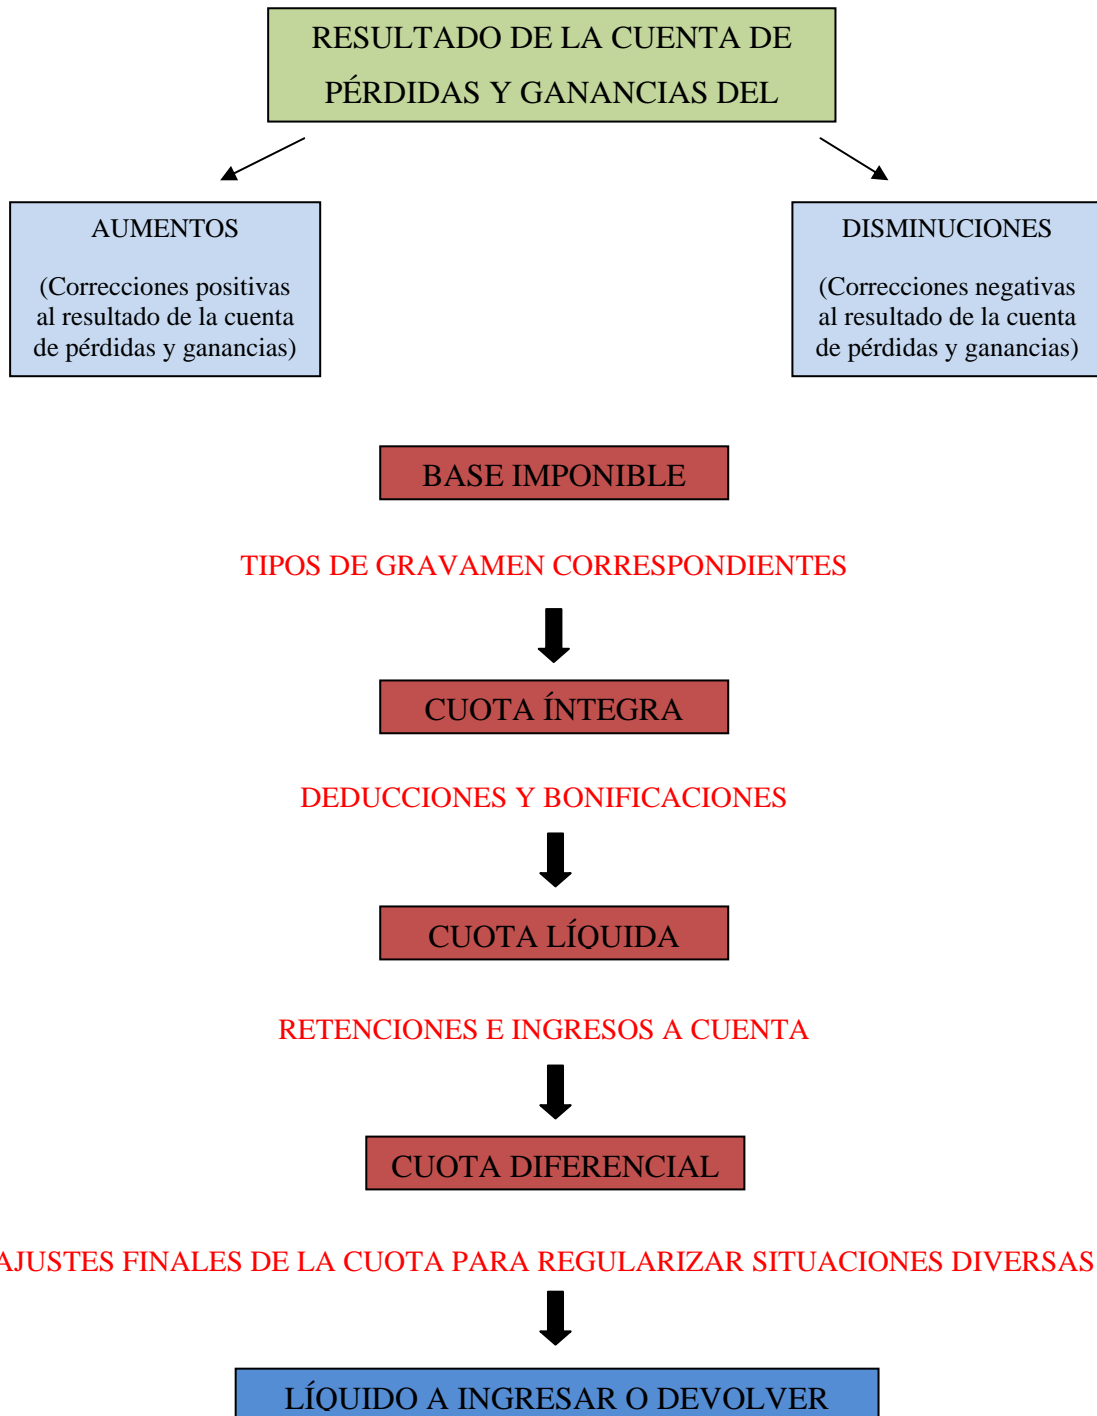 RESULTADO DE LA CUENTA DE
PÉRDIDAS Y GANANCIAS DEL
AUMENTOS
(Correcciones positivas
al resultado de la cuenta
de pérdidas y ganancias)
DISMINUCIONES
(Correcciones negativas
al resultado de la cuenta
de pérdidas y ganancias)
BASE IMPONIBLE
TIPOS DE GRAVAMEN CORRESPONDIENTES
CUOTA ÍNTEGRA
DEDUCCIONES Y BONIFICACIONES
CUOTA LÍQUIDA
RETENCIONES E INGRESOS A CUENTA
CUOTA DIFERENCIAL
AJUSTES FINALES DE LA CUOTA PARA REGULARIZAR SITUACIONES DIVERSAS
LÍQUIDO A INGRESAR O DEVOLVER